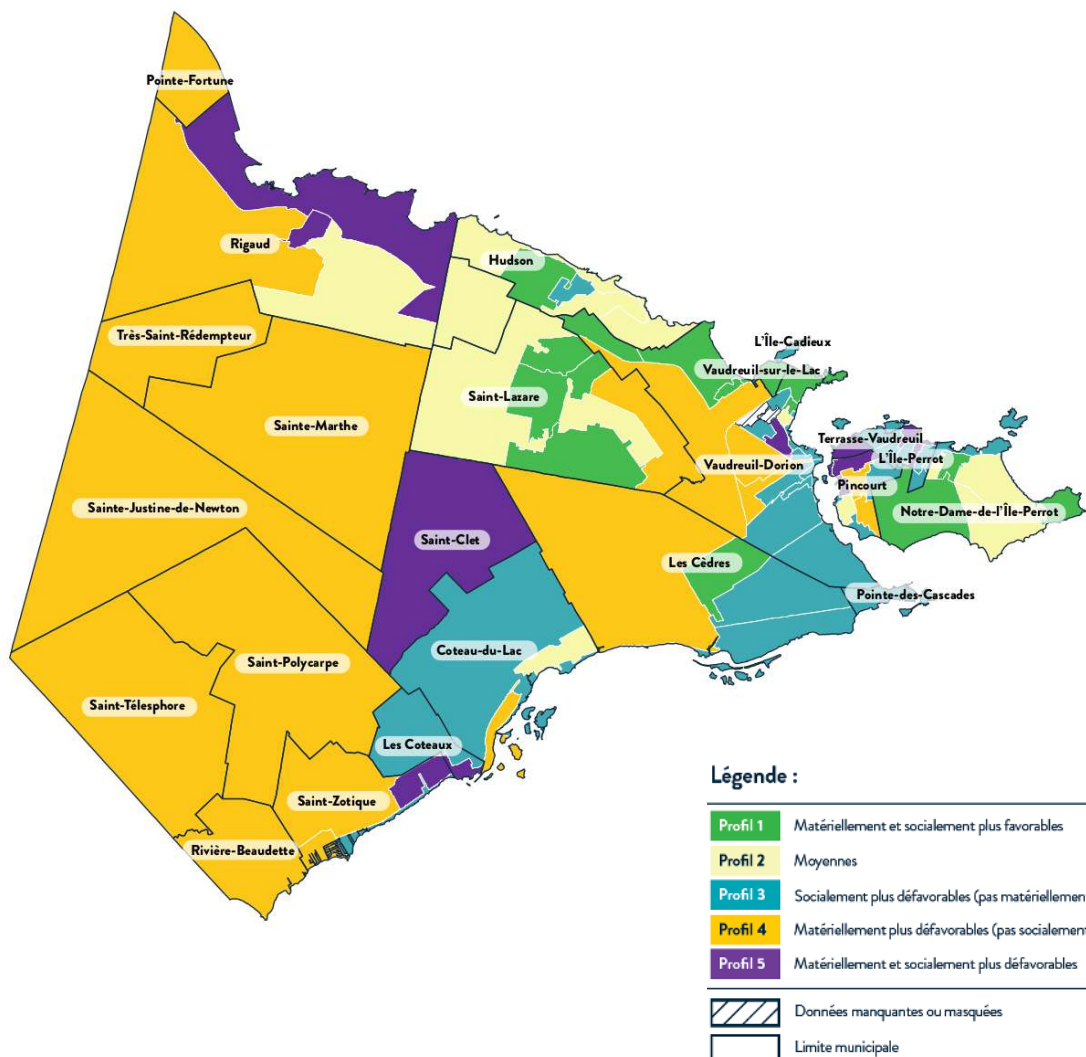 Pointe-Fortune
Rigaud
Hudson
Très-Saint-Rédempteur
L'Île-Cadieux
Vaudreuil-sur-le-Lac
Saint-Lazare
Sainte-Marthe
Terrasse-Vaudreuil
L'Île-Perrot
Vaudreuil-Dorion
Pincourt
Sainte-Justine-de-Newton
Notre-Dame-de-l'Île-Perrot
Saint-Clet
Les Cèdres
Pointe-des-Cascades
Coteau-du-Lac
Saint-Polycarpe
Saint-Télesphore
Les Coteaux
Saint-Zotique
Rivière-Beaudette
Légende :
Profil 1 Matériellement et socialement plus favorables
Profil 2 Moyennes
Profil 3 Socialement plus défavorables (pas matériellemen
Profil 4 Matériellement plus défavorables (pas socialement
Profil 5 Matériellement et socialement plus défavorables
Données manquantes ou masquées
Limite municipale